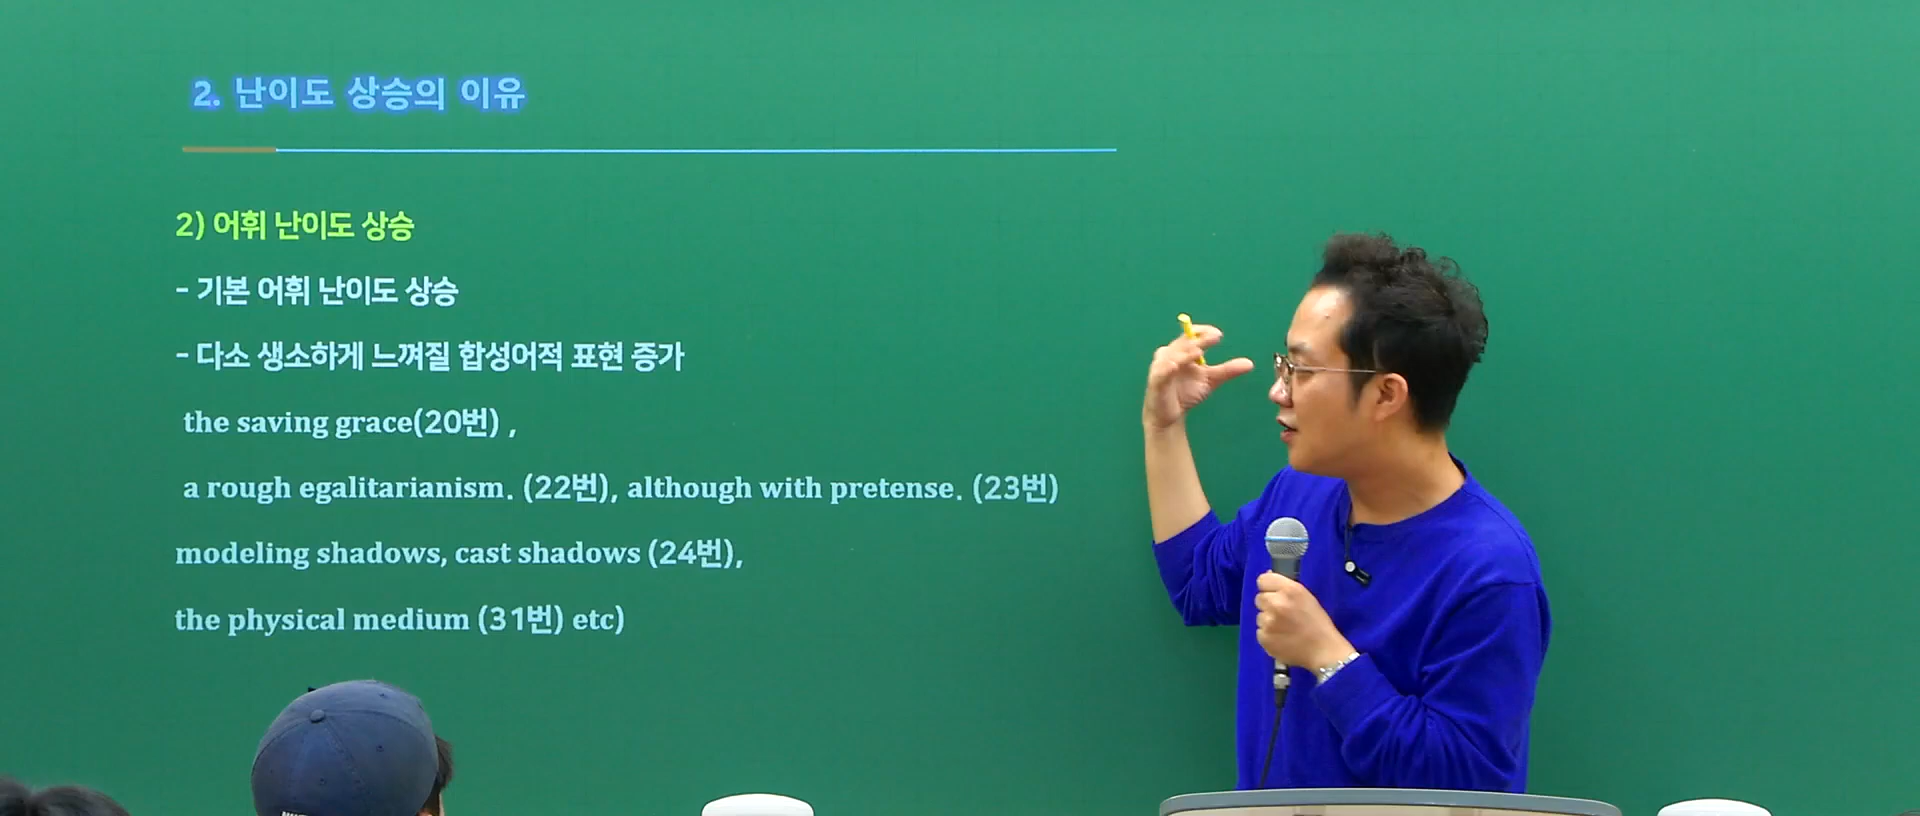 2. 난이도 상승의 이유
2) 어휘 난이도 상승
- 기본 어휘 난이도 상승
- 다소 생소하게 느껴질 합성어적 표현 증가
the saving grace(20번) ,
a rough egalitarianism. (22번), although with pretense. (23번)
modeling shadows, cast shadows (24번),
the physical medium (31번) etc)